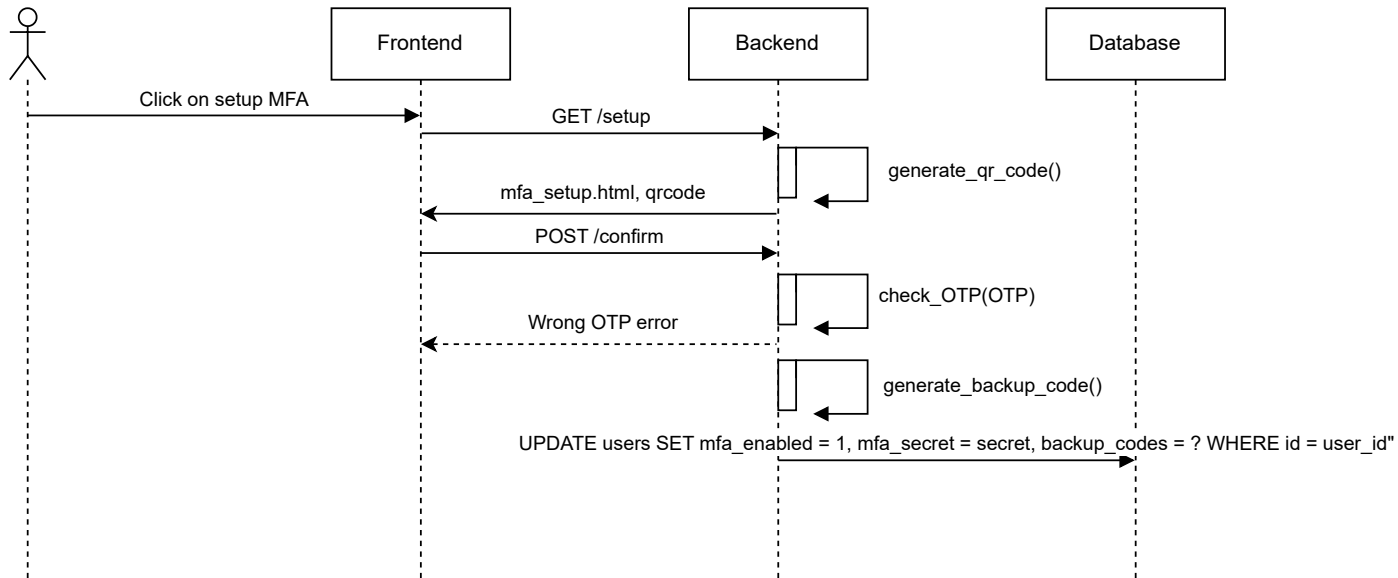 Frontend
Backend
Database
Click on setup MFA
GET /setup
generate_qr_code()
mfa_setup.html, qrcode
POST /confirm
check_OTP(OTP)
Wrong OTP error
generate_backup_code()
UPDATE users SET mfa_enabled = 1, mfa_secret = secret, backup_codes = ? WHERE id = user_id"